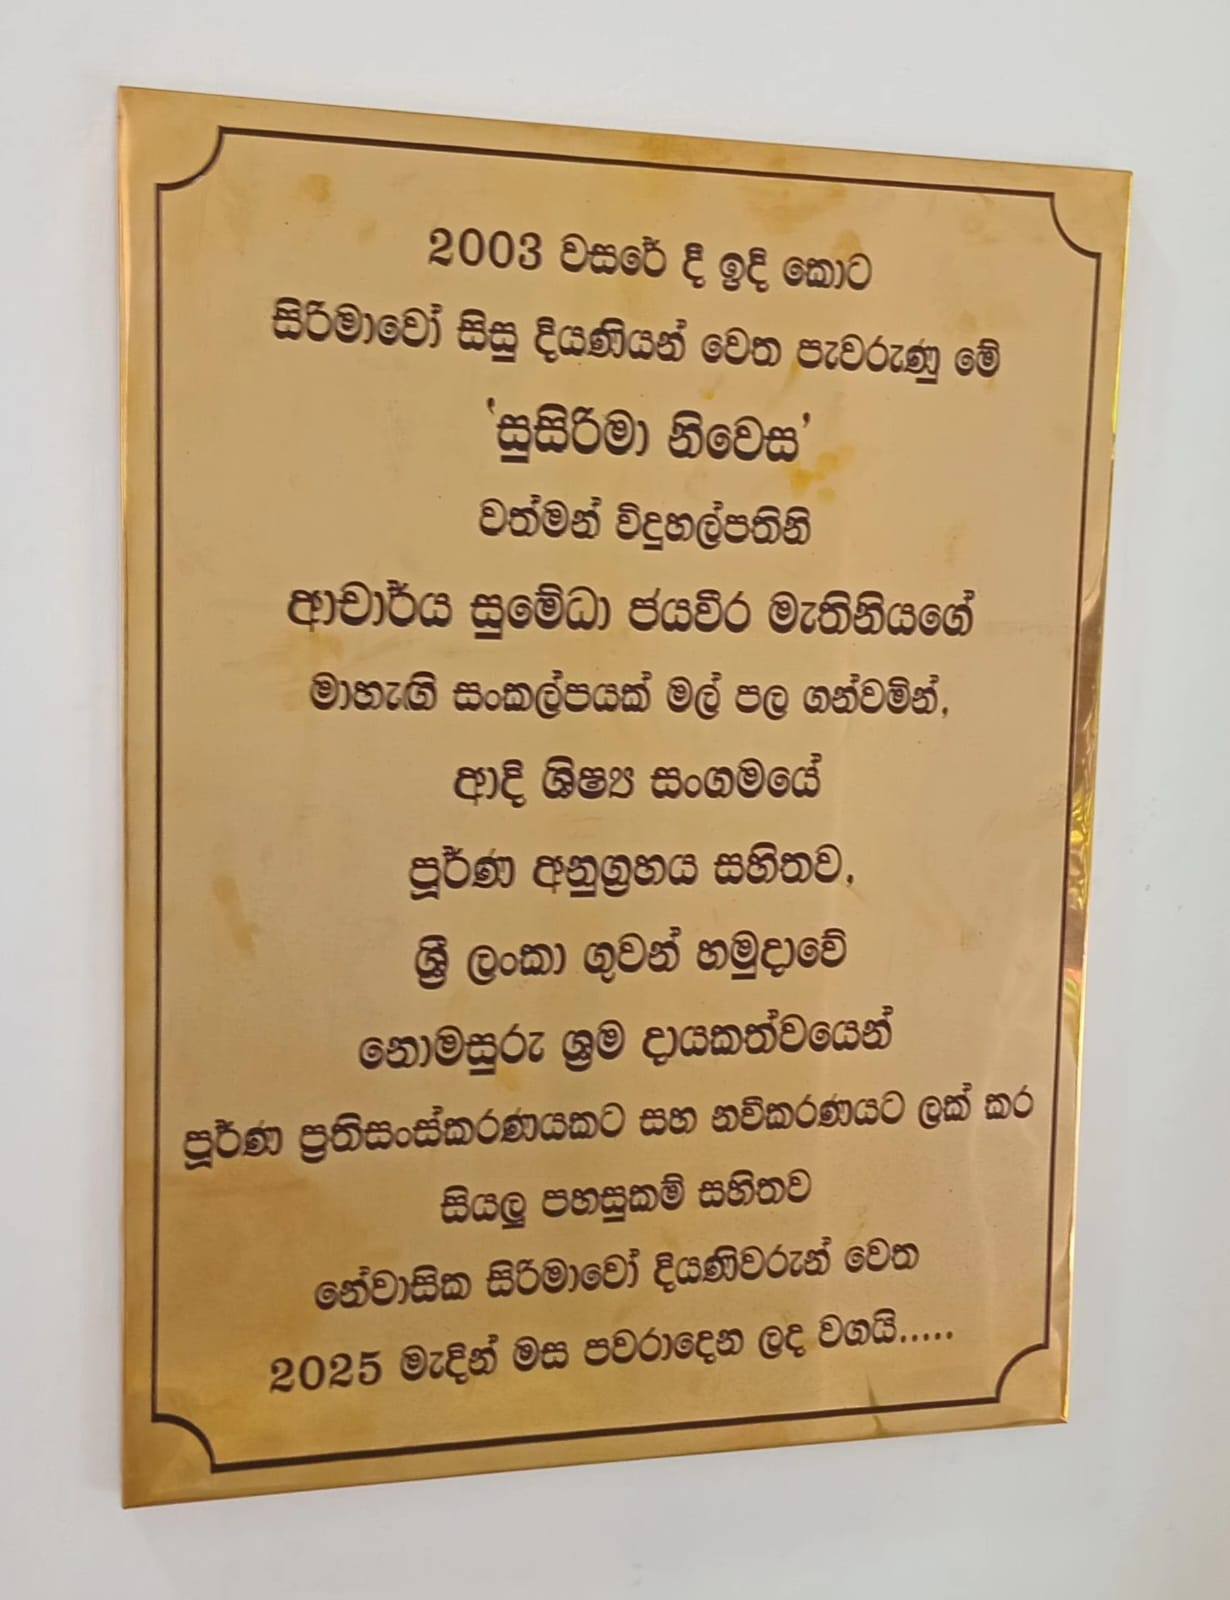 2003 වසරේ දී ඉදි කොට
සිරිමාවෝ සිසු දියණියන් වෙත පැවරුණු මේ
'සුසිරිමා නිවෙස'
වත්මන් විදුහල්පතිනි
ආචාර්ය සුමේධා ජයවීර මැතිනියගේ
මාහැඟි සංකල්පයක් මල් පල ගන්වමින්,
ආදි ශිෂ්‍ය සංගමයේ
පූර්ණ අනුග්‍රහය සහිතව,
ශ්‍රී ලංකා ගුවන් හමුදාවේ
නොමසුරු ශ්‍රම දායකත්වයෙන්
පූර්ණ ප්‍රතිසංස්කරණයකට සහ නවීකරණයට ලක් කර
සියලු පහසුකම් සහිතව
නේවාසික සිරිමාවෝ දියණිවරුන් වෙත
2025 මැදින් මස පවරාදෙන ලද වගයි.....